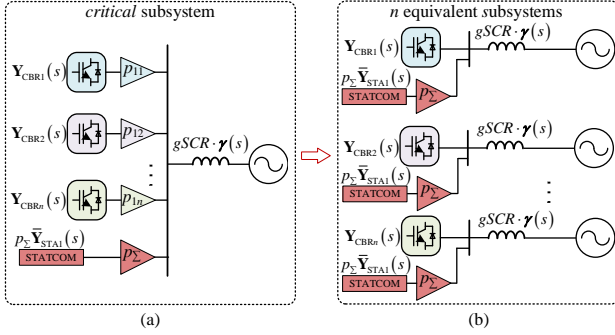 critical subsystem
Y_CBR1(s)
p_11
Y_CBR2(s)
p_12
gSCR · γ(s)
Y_CBRn(s)
p_1n
p_Σ Ȳ_STA1(s)
STATCOM
p_Σ
(a)
n equivalent subsystems
Y_CBR1(s)
gSCR · γ(s)
p_Σ Ȳ_STA1(s)
STATCOM
p_Σ
Y_CBR2(s)
gSCR · γ(s)
p_Σ Ȳ_STA1(s)
STATCOM
p_Σ
Y_CBRn(s)
gSCR · γ(s)
p_Σ Ȳ_STA1(s)
STATCOM
p_Σ
(b)